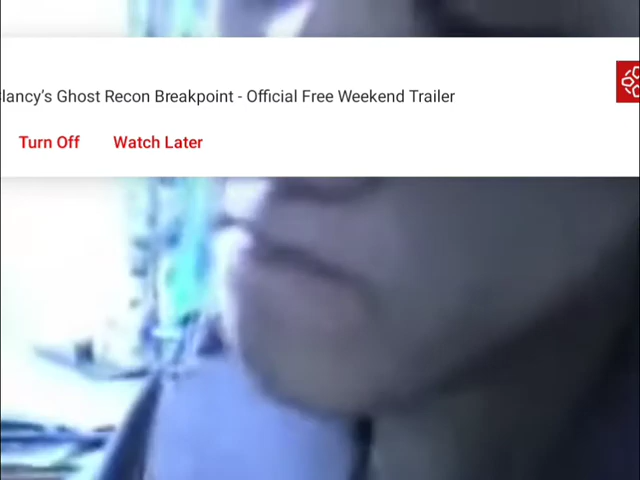 lancy's Ghost Recon Breakpoint - Official Free Weekend Trailer
Turn Off Watch Later